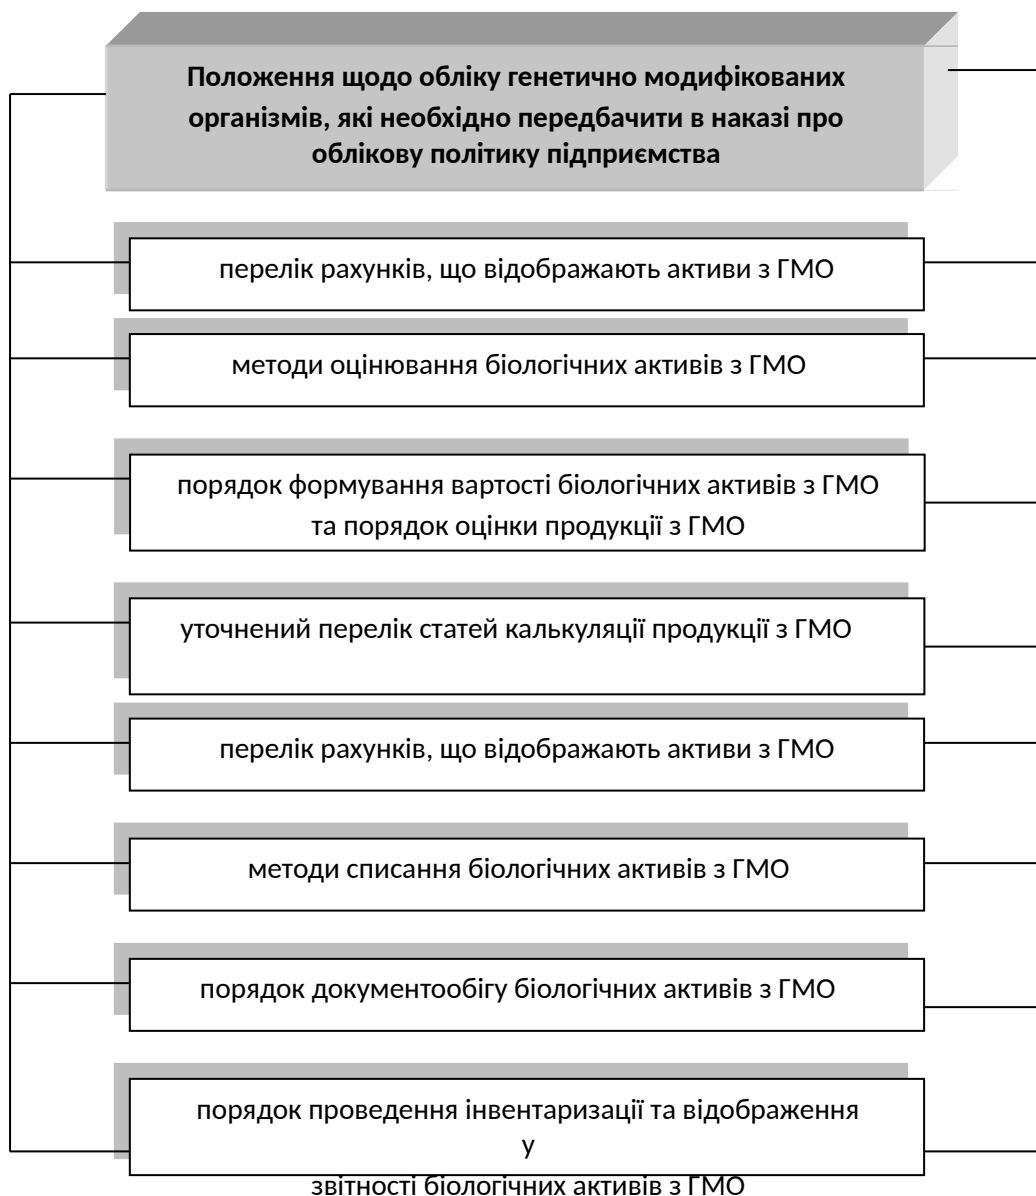 Положення щодо обліку генетично модифікованих
організмів, які необхідно передбачити в наказі про
облікову політику підприємства
перелік рахунків, що відображають активи з ГМО
методи оцінювання біологічних активів з ГМО
порядок формування вартості біологічних активів з ГМО
та порядок оцінки продукції з ГМО
уточнений перелік статей калькуляції продукції з ГМО
перелік рахунків, що відображають активи з ГМО
методи списання біологічних активів з ГМО
порядок документообігу біологічних активів з ГМО
порядок проведення інвентаризації та відображення
у
звітності біологічних активів з ГМО